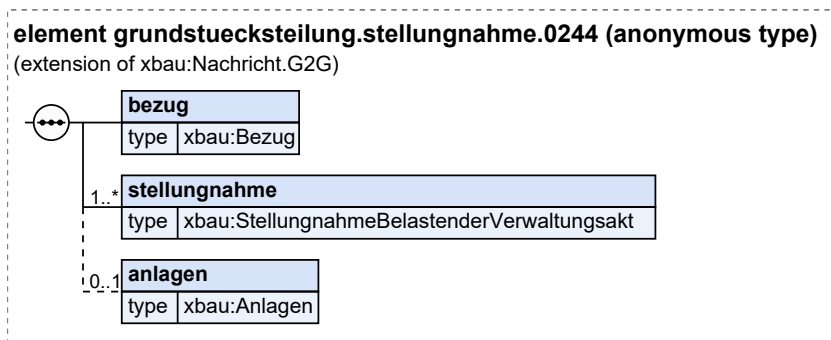 element grundstuecksteilung.stellungnahme.0244 (anonymous type)
(extension of xbau:Nachricht.G2G)
bezug
type xbau:Bezug
1..* stellungnahme
type xbau:StellungnahmeBelastenderVerwaltungsakt
0..1 anlagen
type xbau:Anlagen